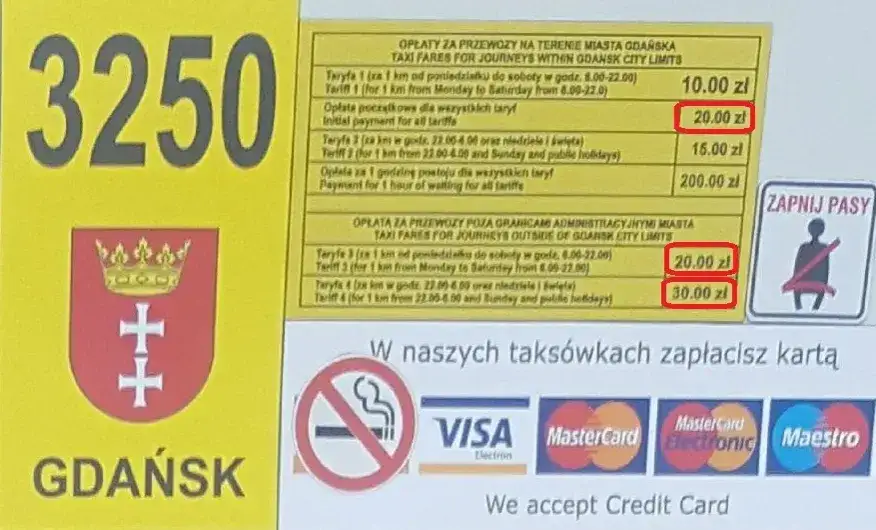 3250
GDAŃSK
OPŁATY ZA PRZEWOZY NA TERENIE MIASTA GDAŃSKA
TAXI FARES FOR JOURNEYS WITHIN GDANSK CITY LIMITS
Taryfa 1 (za 1 km od poniedziałku do soboty w godz. 6.00-22.00)
Tariff 1 (for 1 km from Monday to Saturday from 6.00-22.0)
10.00 zł
Opłata początkowa dla wszystkich taryf
Initial payment for all tariffs
20.00 zł
Taryfa 2 (za km w godz. 22.00-6.00 oraz niedziele i święta)
Tariff 2 (for 1 km from 22.00-6.00 and Sunday and public holidays)
15.00 zł
Opłata za 1 godzinę postoju dla wszystkich taryf
Payment for 1 hour of waiting for all tariffs
200.00 zł
OPŁATA ZA PRZEWOZY POZA GRANICAMI ADMINISTRACYJNYMI MIASTA
TAXI FARES FOR JOURNEYS OUTSIDE OF GDANSK CITY LIMITS
Taryfa 3 (za 1 km od poniedziałku do soboty w godz. 6.00-22.00)
Tariff 3 (for 1 km from Monday to Saturday from 6.00-22.00)
20.00 zł
Taryfa 4 (za km w godz. 22.00-6.00 oraz niedziele i święta)
Tariff 4 (for 1 km from 22.00-6.00 and Sunday and public holidays)
30.00 zł
ZAPNIJ PASY
W naszych taksówkach zapłacisz kartą
VISA
Electron
MasterCard
MasterCard
Electronic
Maestro
We accept Credit Card